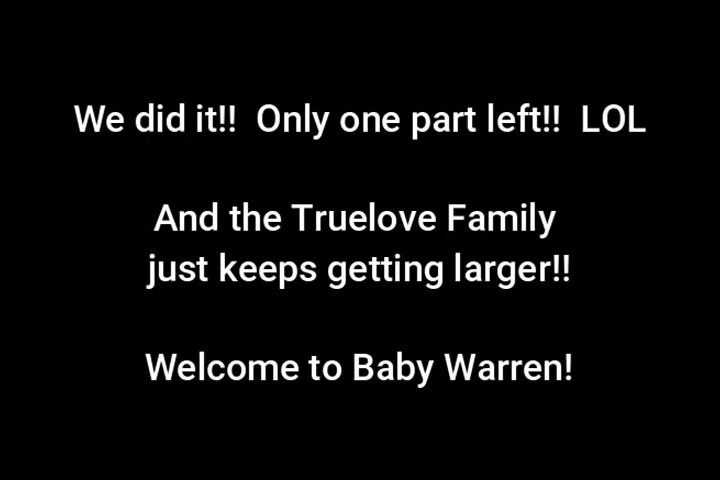 We did it!!  Only one part left!!  LOL
And the Truelove Family
just keeps getting larger!!
Welcome to Baby Warren!